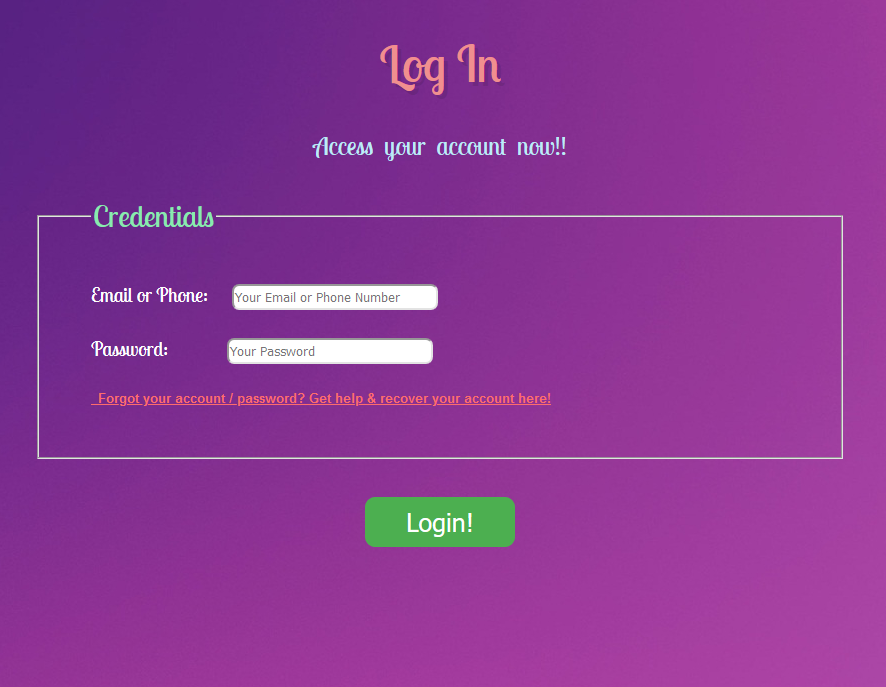 Log In
Access your account now!!
Credentials
Email or Phone: Your Email or Phone Number
Password: Your Password
Forgot your account / password? Get help & recover your account here!
Login!